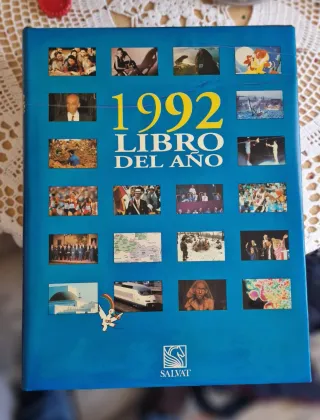 1992
LIBRO
DEL AÑO
SALVAT